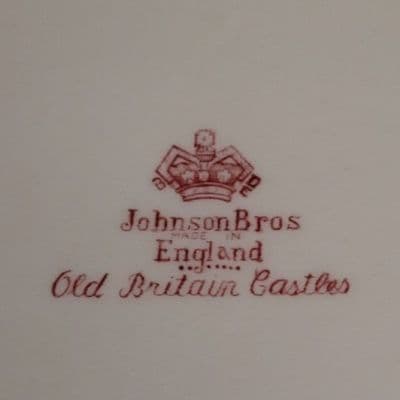 Johnson Bros
MADE IN
England
Old Britain Castles